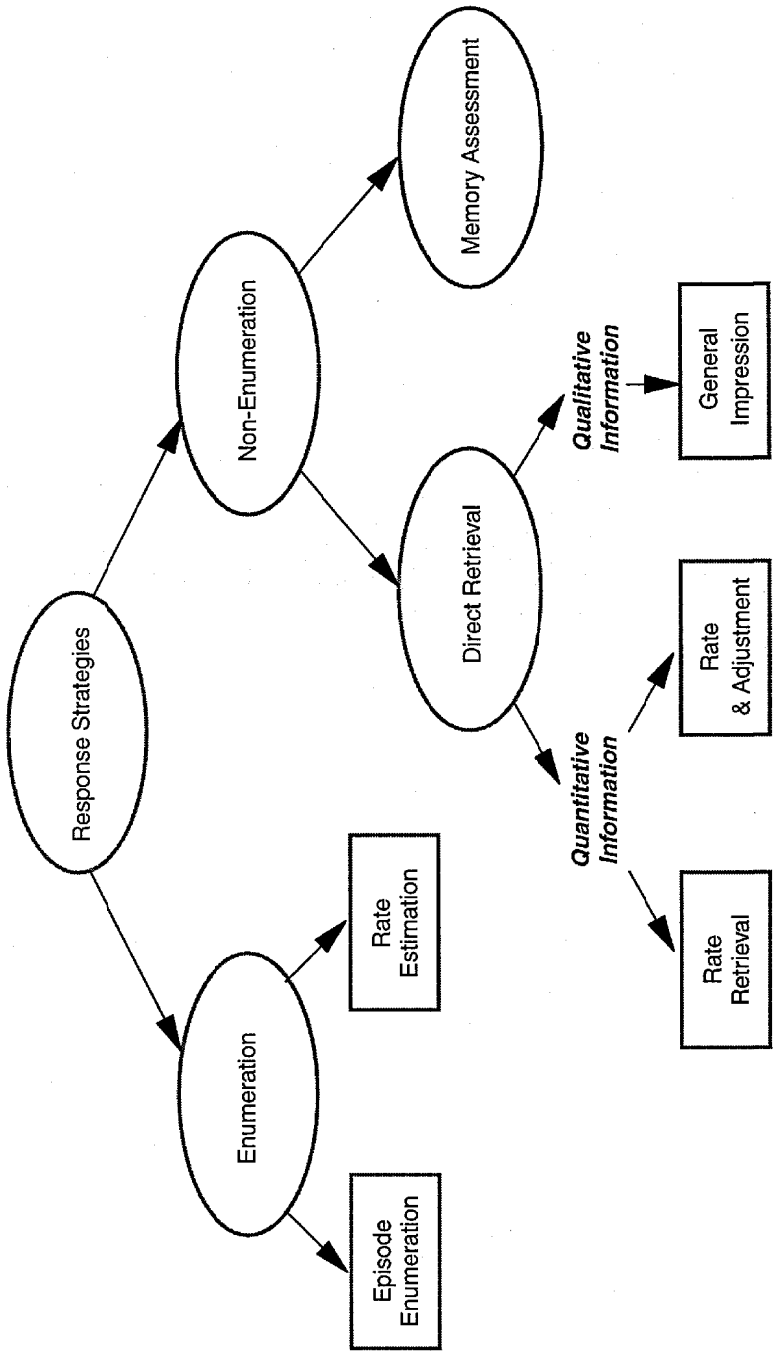 Response Strategies
Enumeration
Non-Enumeration
Episode
Enumeration
Rate
Estimation
Direct Retrieval
Memory Assessment
Quantitative
Information
Qualitative
Information
Rate
Retrieval
Rate
& Adjustment
General
Impression